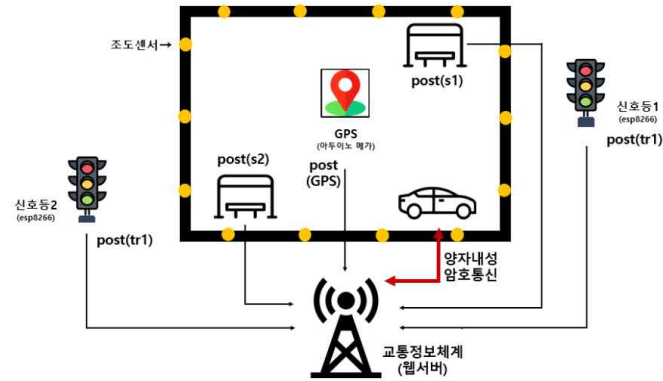 조도센서→
post(s1)
신호등1
(esp8266)
post(tr1)
GPS
(아두이노 메가)
post
(GPS)
post(s2)
신호등2
(esp8266)
post(tr1)
양자내성
암호통신
교통정보체계
(웹서버)